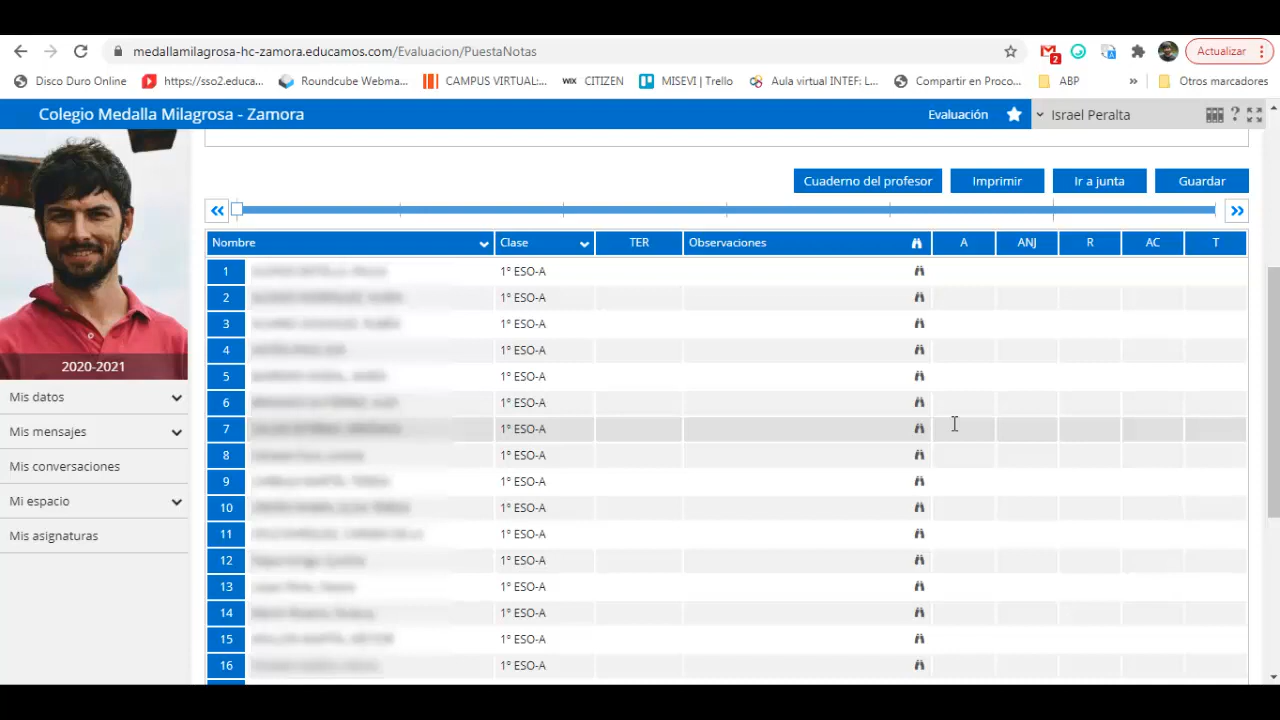 medallamilagrosa-hc-zamora.educamos.com/Evaluacion/PuestaNotas
2
Actualizar
Disco Duro Online
https://sso2.educa...
Roundcube Webma...
CAMPUS VIRTUAL:...
WIX CITIZEN
MISEVI | Trello
Aula virtual INTEF: L...
Compartir en Proco...
ABP
»
Otros marcadores
Colegio Medalla Milagrosa - Zamora
Evaluación
Israel Peralta
?
2020-2021
Mis datos
Mis mensajes
Mis conversaciones
Mi espacio
Mis asignaturas
Cuaderno del profesor
Imprimir
Ir a junta
Guardar
Nombre Clase TER Observaciones A ANJ R AC T
1 1º ESO-A
2 1º ESO-A
3 1º ESO-A
4 1º ESO-A
5 1º ESO-A
6 1º ESO-A
7 1º ESO-A
8 1º ESO-A
9 1º ESO-A
10 1º ESO-A
11 1º ESO-A
12 1º ESO-A
13 1º ESO-A
14 1º ESO-A
15 1º ESO-A
16 1º ESO-A